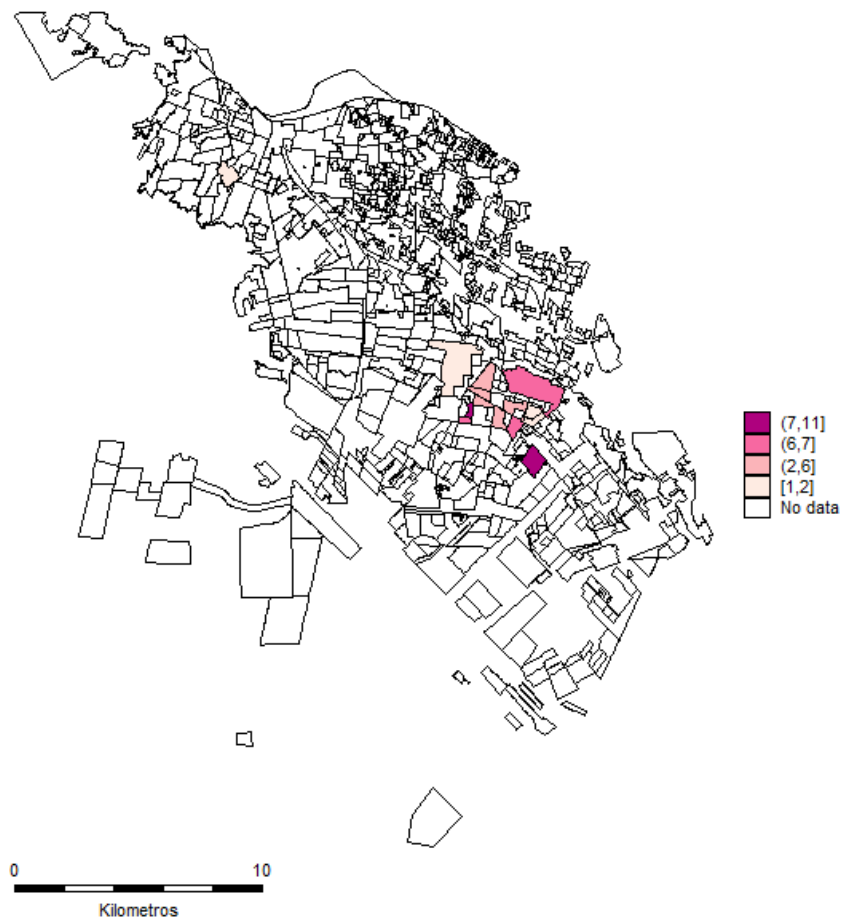 (7,11]
(6,7]
(2,6]
[1,2]
No data
0 10
Kilometros